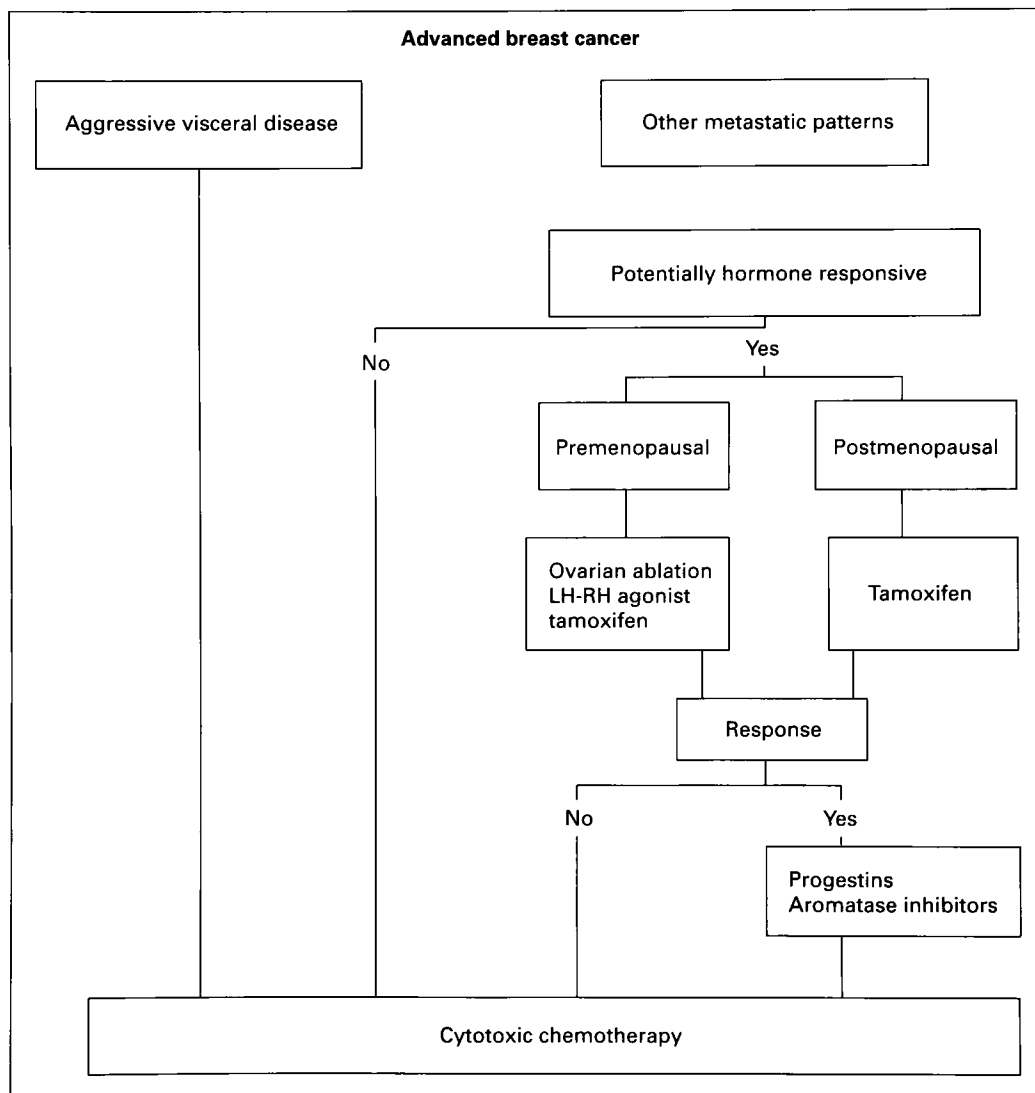 Advanced breast cancer
Aggressive visceral disease
Other metastatic patterns
Potentially hormone responsive
No
Yes
Premenopausal
Postmenopausal
Ovarian ablation
LH-RH agonist
tamoxifen
Tamoxifen
Response
No
Yes
Progestins
Aromatase inhibitors
Cytotoxic chemotherapy